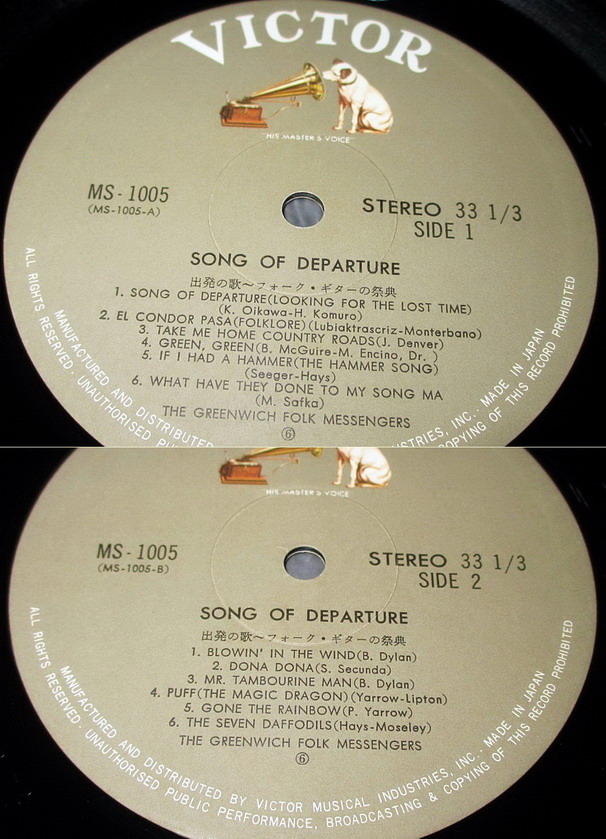 VICTOR
"HIS MASTER'S VOICE"
MS-1005
(MS-1005-A)
STEREO 33 1/3
SIDE 1
SONG OF DEPARTURE
出発の歌~フォーク・ギターの祭典
1. SONG OF DEPARTURE(LOOKING FOR THE LOST TIME)
(K. Oikawa-H. Komuro)
2. EL CONDOR PASA(FOLKLORE)(Lubiaktrascriz-Monterbano)
3. TAKE ME HOME COUNTRY ROADS(J. Denver)
4. GREEN, GREEN(B. McGuire-M. Encino, Dr. )
5. IF I HAD A HAMMER(THE HAMMER SONG)
(Seeger-Hays)
6. WHAT HAVE THEY DONE TO MY SONG MA
(M. Safka)
THE GREENWICH FOLK MESSENGERS
⑥
MANUFACTURED AND DISTRIBUTED
INDUSTRIES, INC., MADE IN JAPAN
ALL RIGHTS RESERVED. UNAUTHORISED
COPYING OF THIS RECORD PROHIBITED
"HIS MASTER'S VOICE"
MS-1005
(MS-1005-B)
STEREO 33 1/3
SIDE 2
SONG OF DEPARTURE
出発の歌~フォーク・ギターの祭典
1. BLOWIN' IN THE WIND(B. Dylan)
2. DONA DONA(S. Secunda)
3. MR. TAMBOURINE MAN(B. Dylan)
4. PUFF(THE MAGIC DRAGON)(Yarrow-Lipton)
5. GONE THE RAINBOW(P. Yarrow)
6. THE SEVEN DAFFODILS(Hays-Moseley)
THE GREENWICH FOLK MESSENGERS
⑥
MANUFACTURED AND DISTRIBUTED BY VICTOR MUSICAL INDUSTRIES, INC., MADE IN JAPAN
ALL RIGHTS RESERVED. UNAUTHORISED PUBLIC PERFORMANCE, BROADCASTING & COPYING OF THIS RECORD PROHIBITED